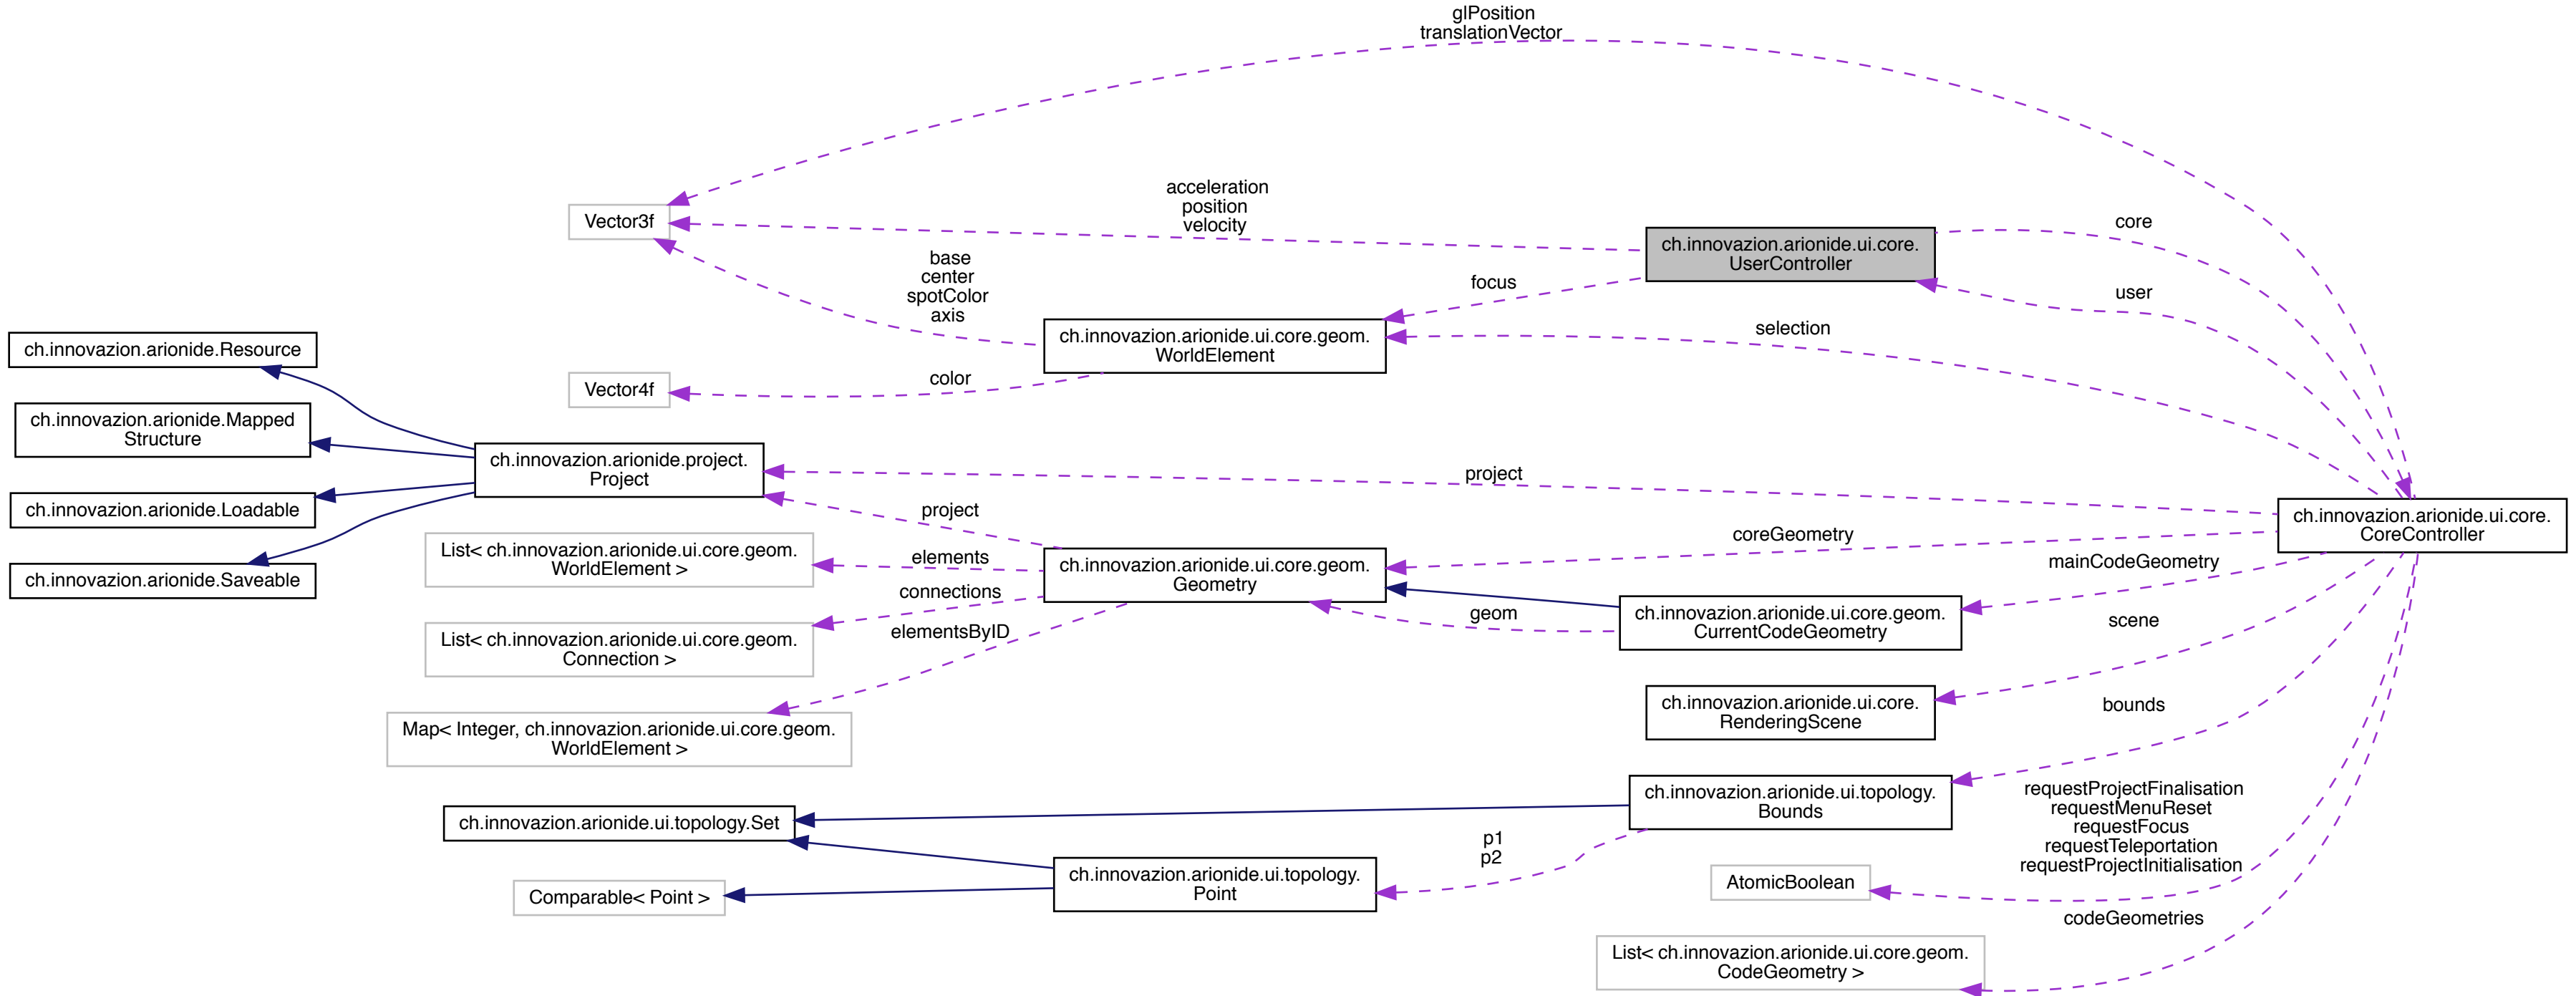 glPosition
translationVector
acceleration
position
velocity
Vector3f
core
ch.innovazion.arionide.ui.core.
UserController
base
center
spotColor
axis
focus
user
selection
ch.innovazion.arionide.ui.core.geom.
WorldElement
ch.innovazion.arionide.Resource
color
Vector4f
ch.innovazion.arionide.Mapped
Structure
ch.innovazion.arionide.project.
Project
project
ch.innovazion.arionide.Loadable
project
ch.innovazion.arionide.ui.core.
CoreController
coreGeometry
List< ch.innovazion.arionide.ui.core.geom.
WorldElement >
elements
ch.innovazion.arionide.ui.core.geom.
Geometry
mainCodeGeometry
ch.innovazion.arionide.Saveable
connections
geom
ch.innovazion.arionide.ui.core.geom.
CurrentCodeGeometry
scene
elementsByID
List< ch.innovazion.arionide.ui.core.geom.
Connection >
ch.innovazion.arionide.ui.core.
RenderingScene
bounds
Map< Integer, ch.innovazion.arionide.ui.core.geom.
WorldElement >
ch.innovazion.arionide.ui.topology.
Bounds
requestProjectFinalisation
requestMenuReset
requestFocus
requestTeleportation
requestProjectInitialisation
ch.innovazion.arionide.ui.topology.Set
p1
p2
ch.innovazion.arionide.ui.topology.
Point
AtomicBoolean
Comparable< Point >
codeGeometries
List< ch.innovazion.arionide.ui.core.geom.
CodeGeometry >